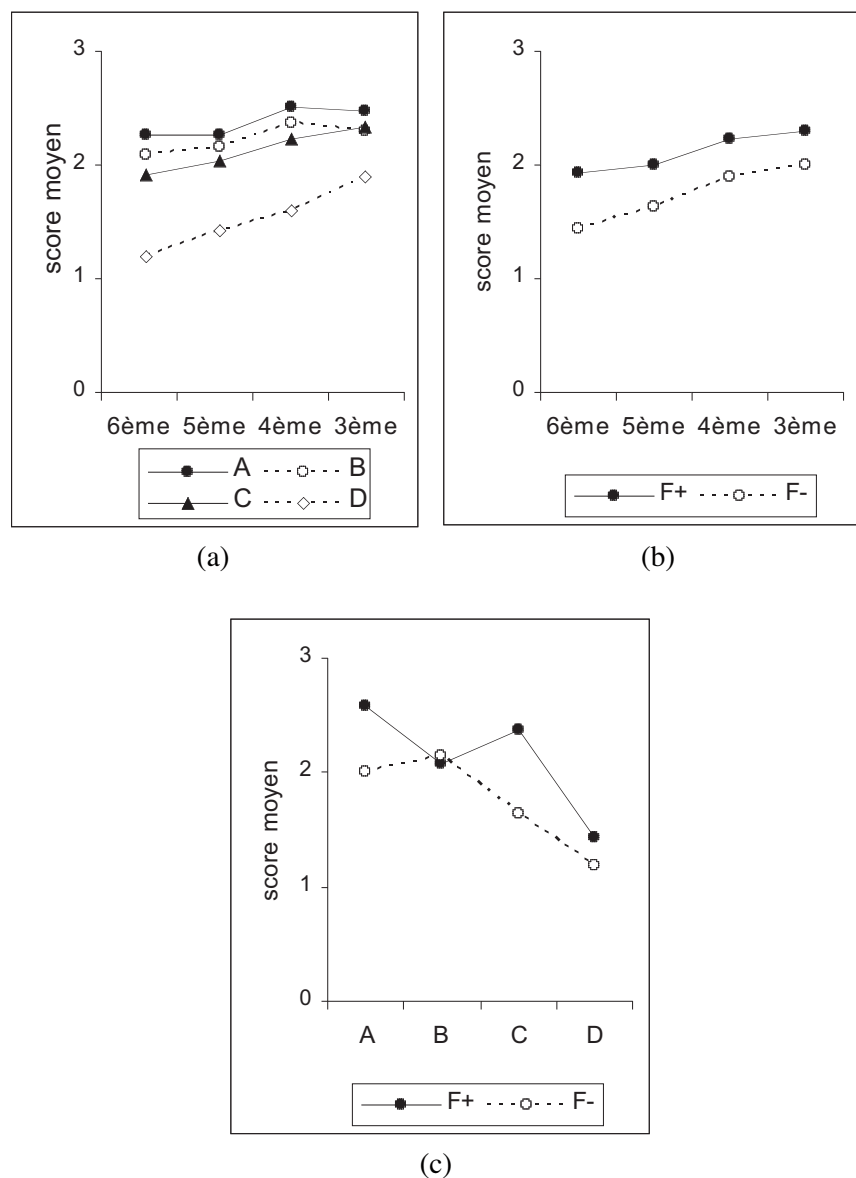 3
2
1
0
score moyen
6ème 5ème 4ème 3ème
A B
C D
(a)
3
2
1
0
score moyen
6ème 5ème 4ème 3ème
F+ F-
(b)
3
2
1
0
score moyen
A B C D
F+ F-
(c)